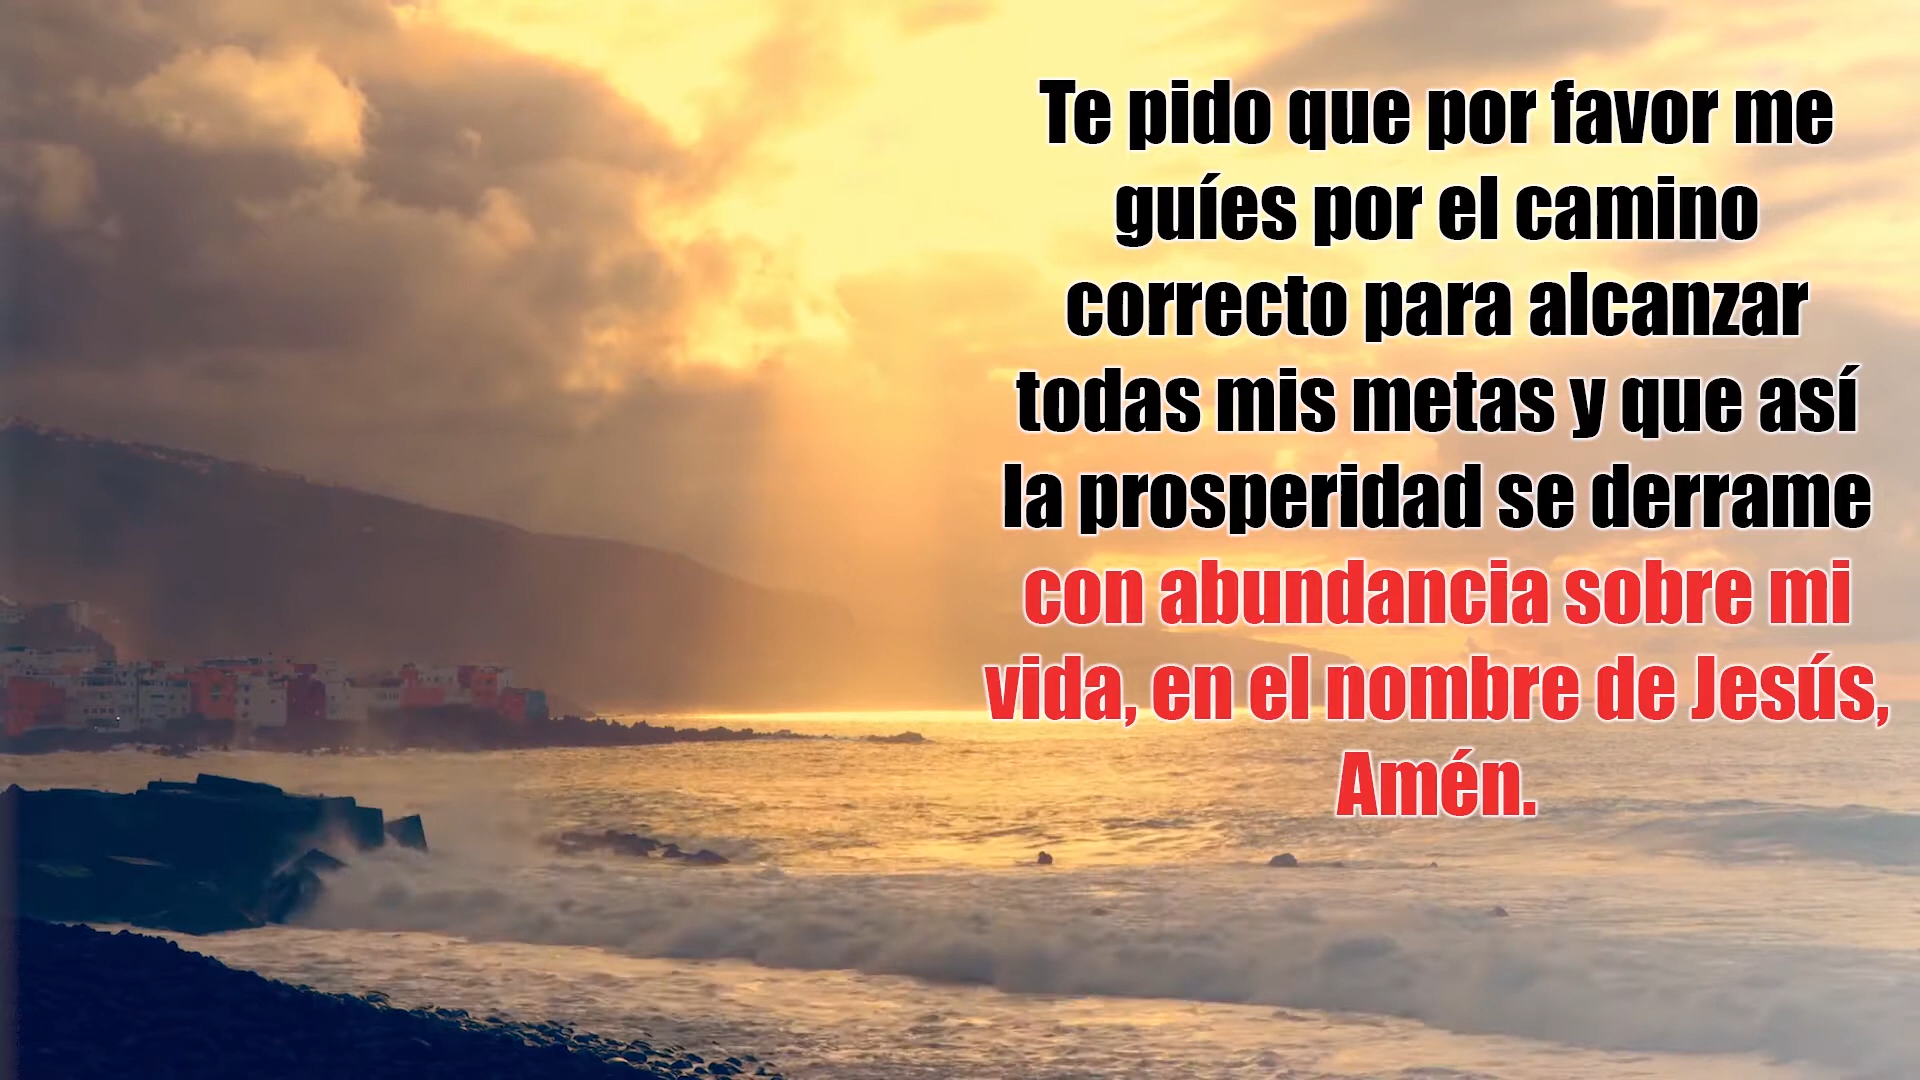 Te pido que por favor me
guíes por el camino
correcto para alcanzar
todas mis metas y que así
la prosperidad se derrame
con abundancia sobre mi
vida, en el nombre de Jesús,
Amén.